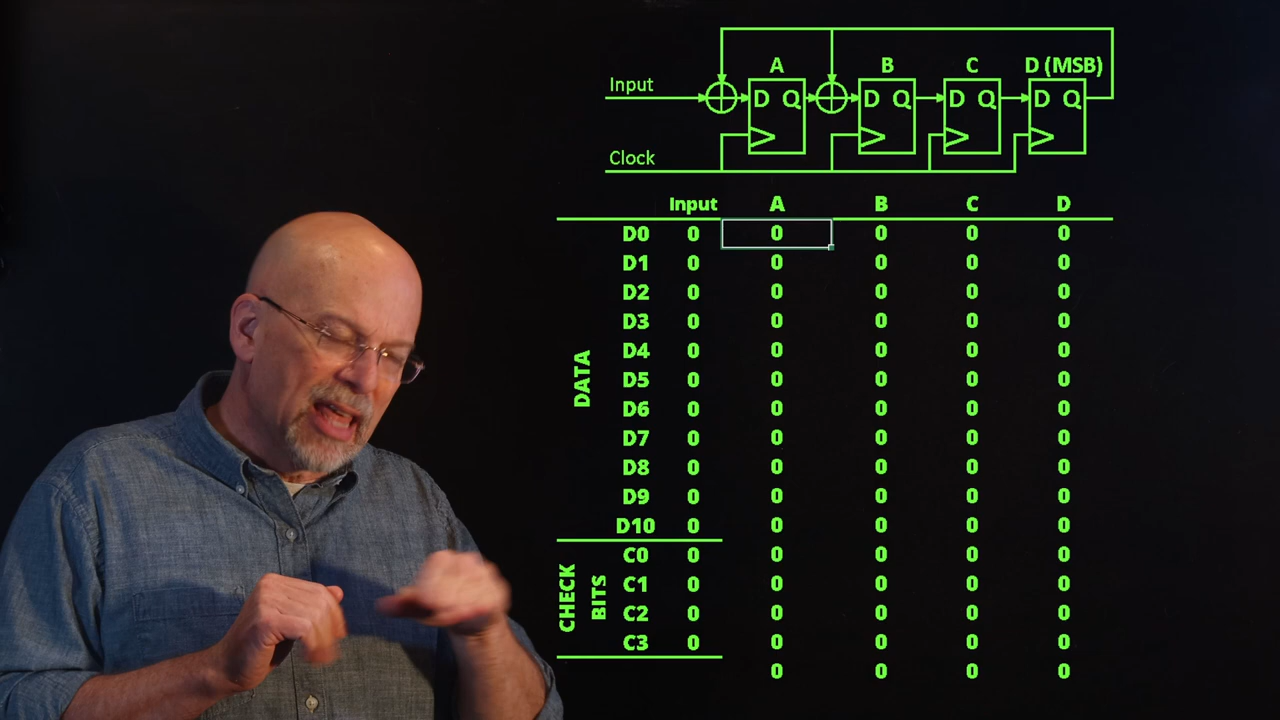 A B C D (MSB)
Input
D Q D Q D Q D Q
Clock
Input A B C D
D0 0 0 0 0 0
D1 0 0 0 0 0
D2 0 0 0 0 0
D3 0 0 0 0 0
D4 0 0 0 0 0
D5 0 0 0 0 0
D6 0 0 0 0 0
D7 0 0 0 0 0
D8 0 0 0 0 0
D9 0 0 0 0 0
D10 0 0 0 0 0
DATA
C0 0 0 0 0 0
C1 0 0 0 0 0
C2 0 0 0 0 0
C3 0 0 0 0 0
CHECK
BITS
0 0 0 0